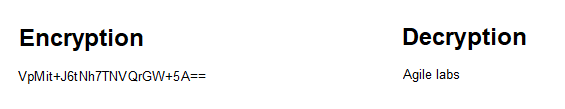 Encryption
VpMit+J6tNh7TNVQrGW+5A==
Decryption
Agile labs